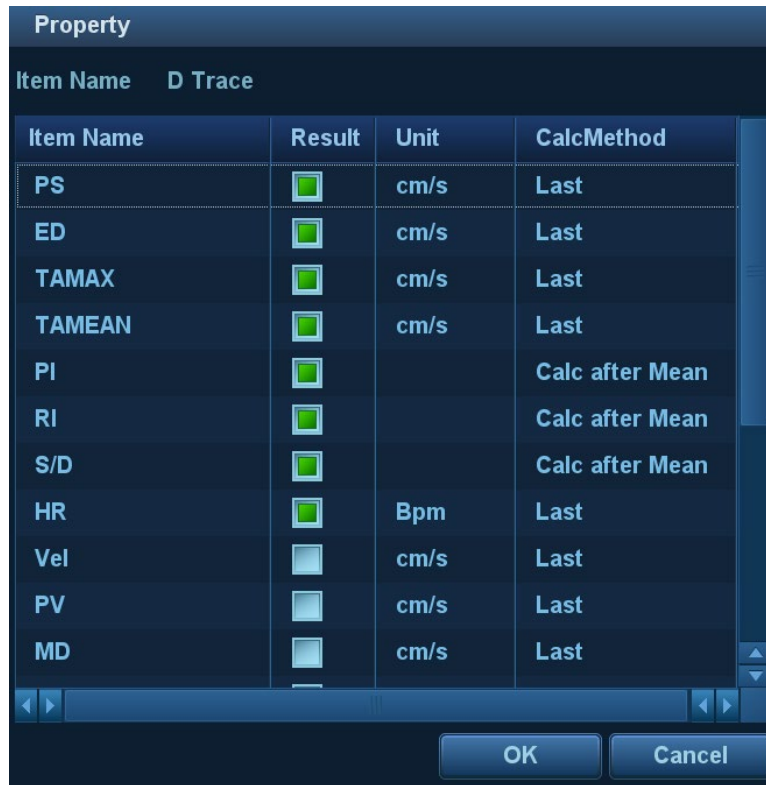 Property
Item Name D Trace
Item Name Result Unit CalcMethod
PS cm/s Last
ED cm/s Last
TAMAX cm/s Last
TAMEAN cm/s Last
PI Calc after Mean
RI Calc after Mean
S/D Calc after Mean
HR Bpm Last
Vel cm/s Last
PV cm/s Last
MD cm/s Last
OK Cancel